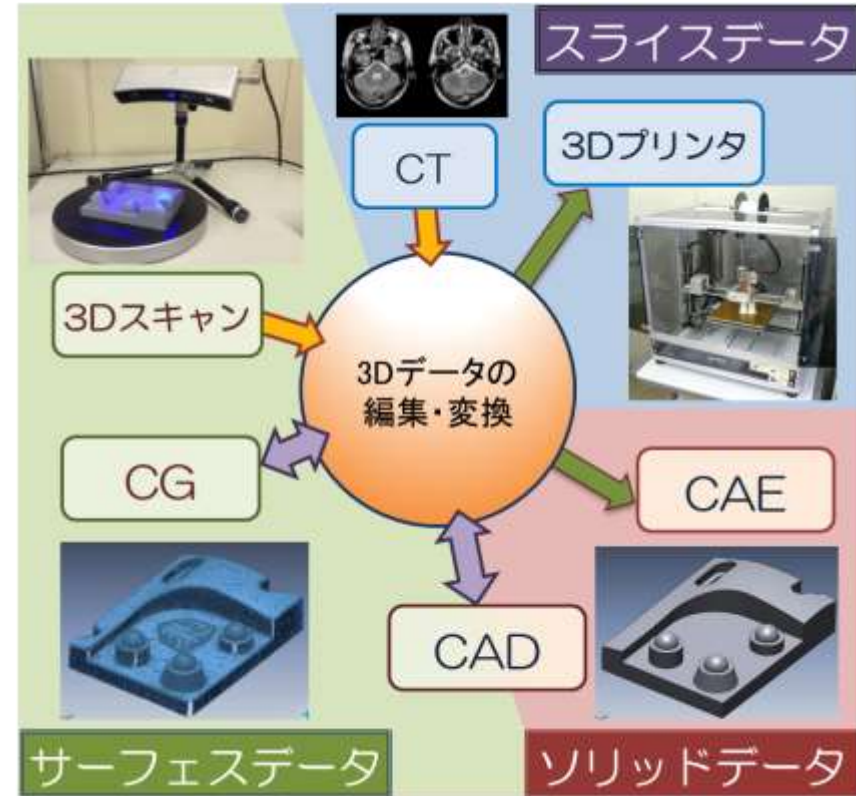 スライスデータ
CT
3Dプリンタ
3Dスキャン
3Dデータの
編集・変換
CG
CAE
CAD
サーフェスデータ
ソリッドデータ